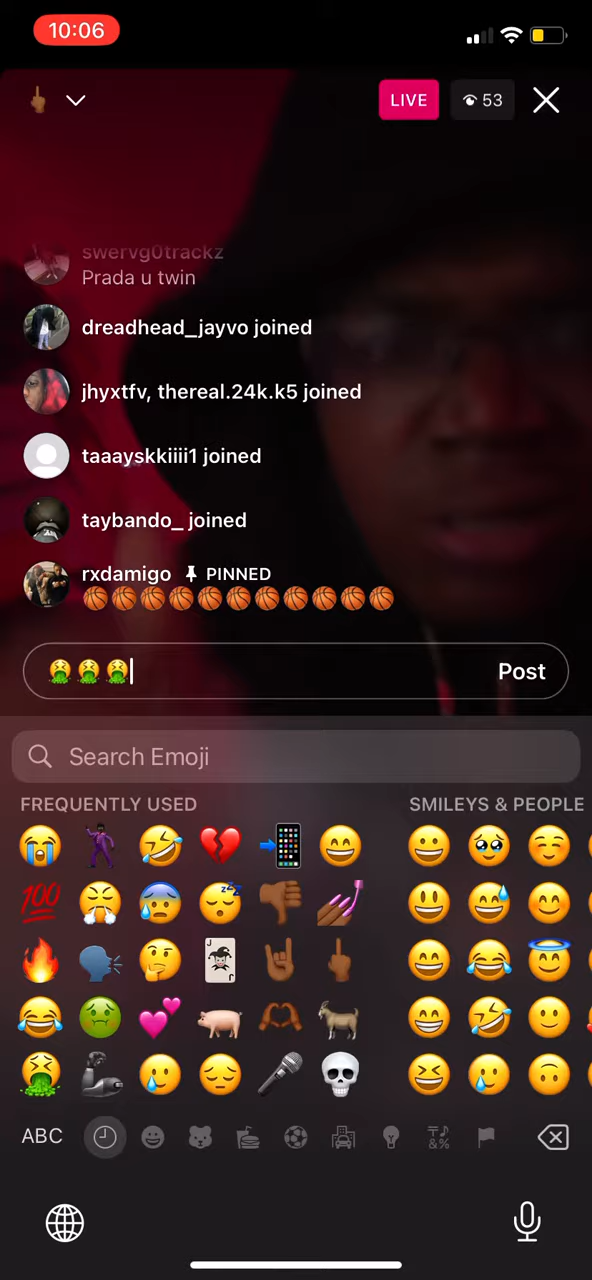 10:06
LIVE
53
swervg0trackz
Prada u twin
dreadhead_jayvo joined
jhyxtfv, thereal.24k.k5 joined
taaayskkiiii1 joined
taybando_ joined
rxdamigo PINNED
Post
Search Emoji
FREQUENTLY USED SMILEYS & PEOPLE
ABC